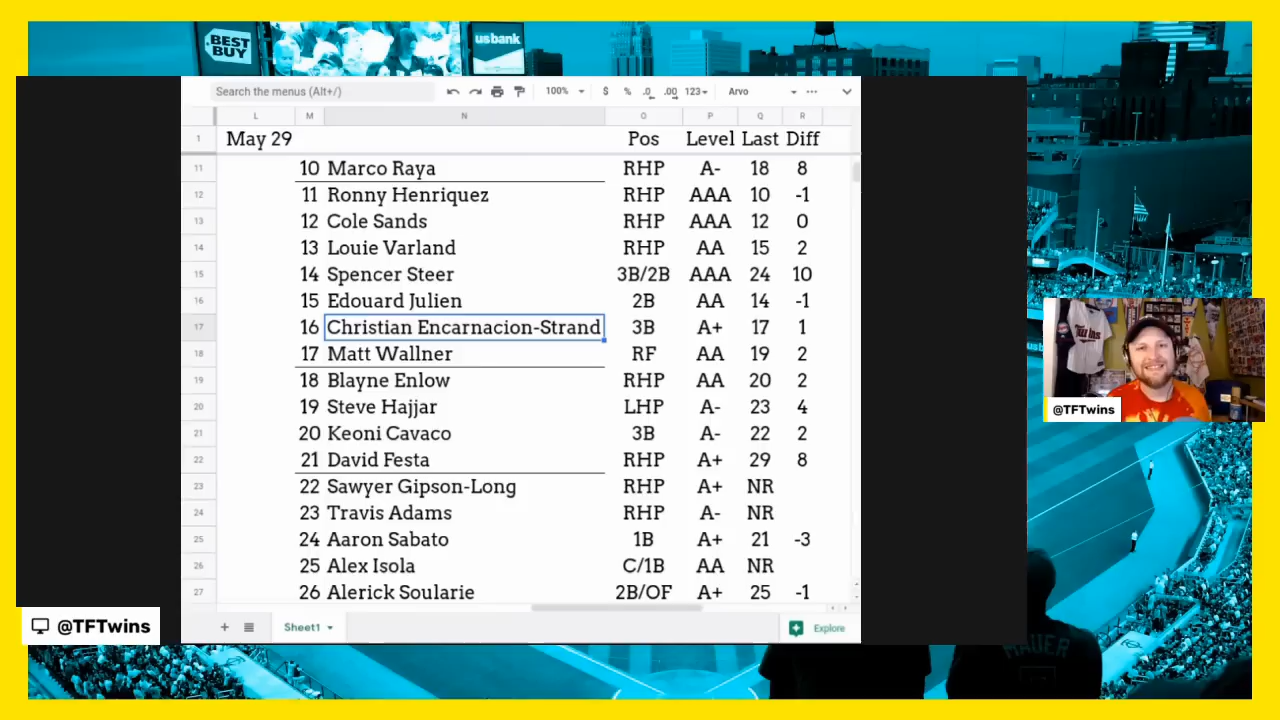 BEST BUY
usbank
Search the menus (Alt+/)
100%
$ % .0 .00 123
Arvo
L M N O P Q R
1 May 29 Pos Level Last Diff
11 10 Marco Raya RHP A- 18 8
12 11 Ronny Henriquez RHP AAA 10 -1
13 12 Cole Sands RHP AAA 12 0
14 13 Louie Varland RHP AA 15 2
15 14 Spencer Steer 3B/2B AAA 24 10
16 15 Edouard Julien 2B AA 14 -1
17 16 Christian Encarnacion-Strand 3B A+ 17 1
18 17 Matt Wallner RF AA 19 2
19 18 Blayne Enlow RHP AA 20 2
20 19 Steve Hajjar LHP A- 23 4
21 20 Keoni Cavaco 3B A- 22 2
22 21 David Festa RHP A+ 29 8
23 22 Sawyer Gipson-Long RHP A+ NR
24 23 Travis Adams RHP A- NR
25 24 Aaron Sabato 1B A+ 21 -3
26 25 Alex Isola C/1B AA NR
27 26 Alerick Soularie 2B/OF A+ 25 -1
Sheet1
Explore
@TFTwins
@TFTwins
MAUER